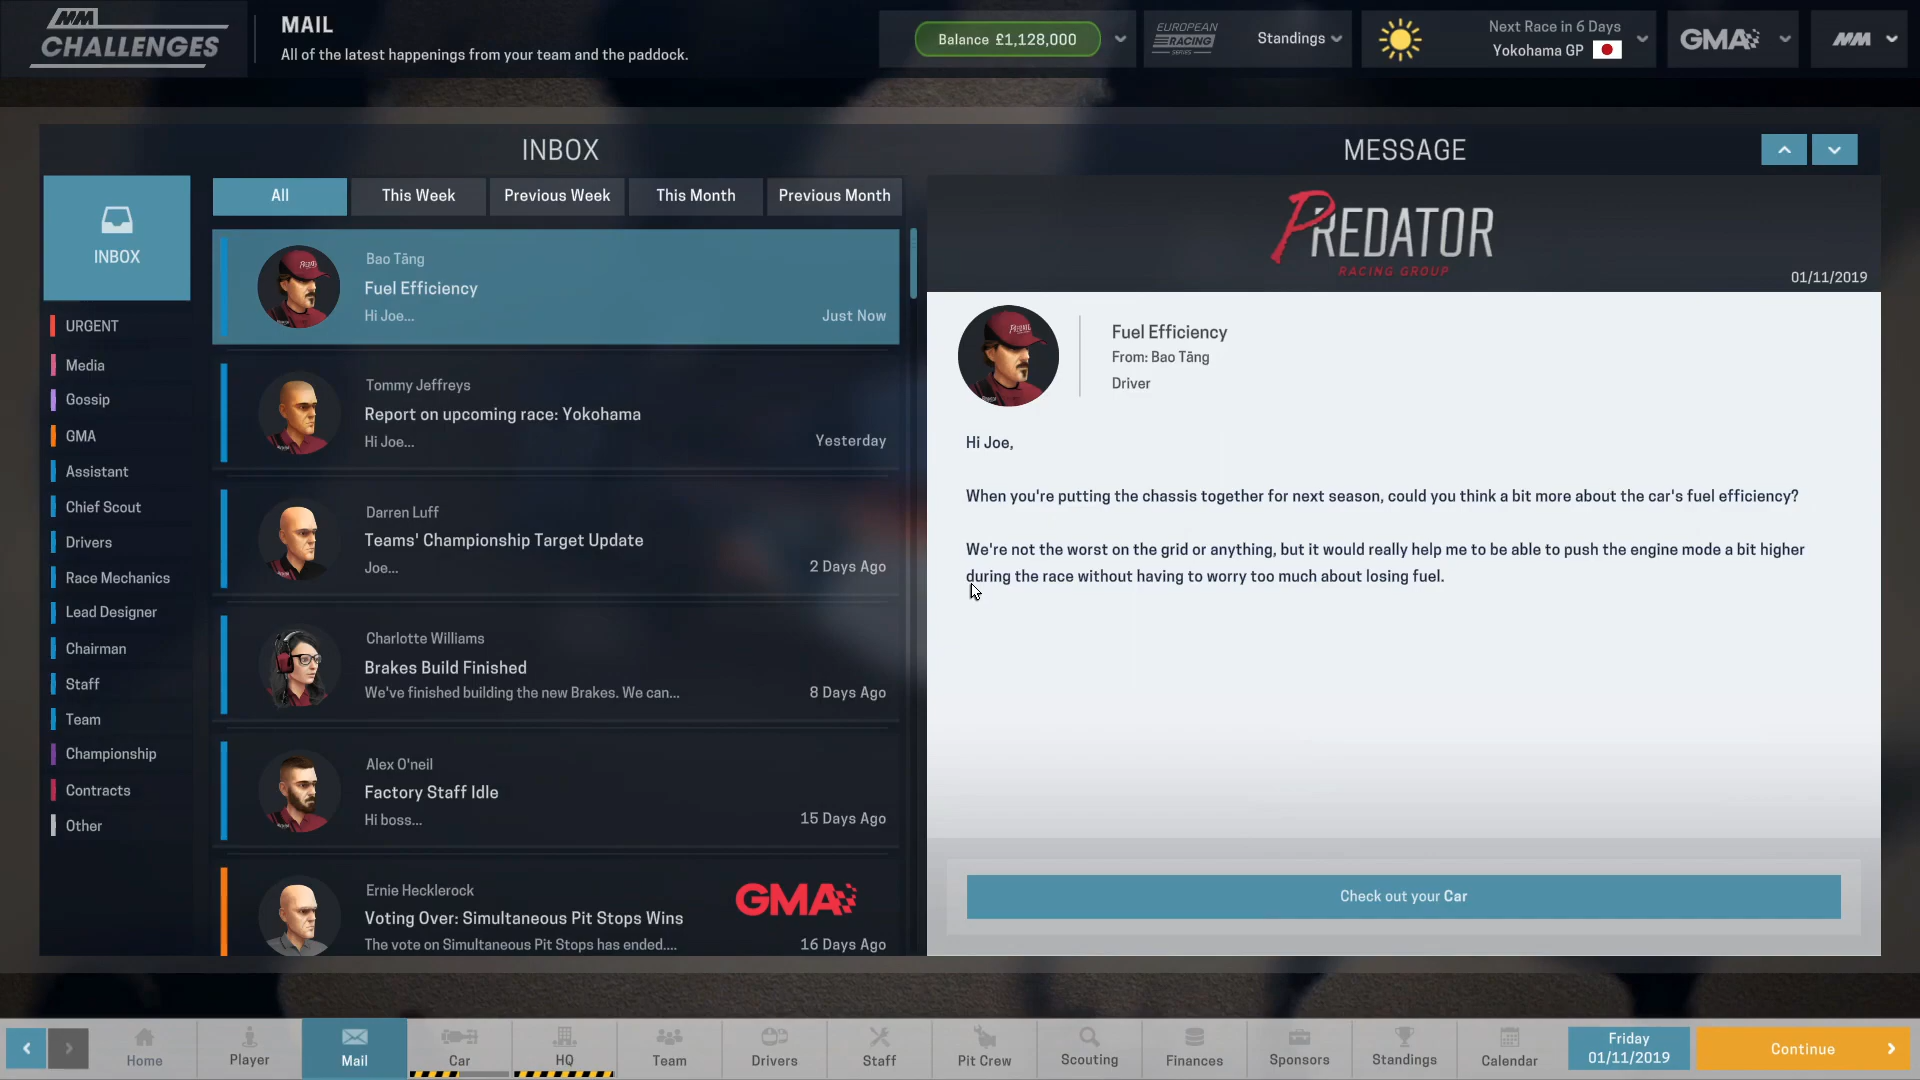 MM
CHALLENGES
MAIL
All of the latest happenings from your team and the paddock.
Balance £1,128,000
EUROPEAN
RACING
SERIES
Standings
Next Race in 6 Days
Yokohama GP
GMA
MM
INBOX
MESSAGE
INBOX
URGENT
Media
Gossip
GMA
Assistant
Chief Scout
Drivers
Race Mechanics
Lead Designer
Chairman
Staff
Team
Championship
Contracts
Other
All
This Week
Previous Week
This Month
Previous Month
Bao Tāng
Fuel Efficiency
Hi Joe...
Just Now
Tommy Jeffreys
Report on upcoming race: Yokohama
Hi Joe...
Yesterday
Darren Luff
Teams' Championship Target Update
Joe...
2 Days Ago
Charlotte Williams
Brakes Build Finished
We've finished building the new Brakes. We can...
8 Days Ago
Alex O'neil
Factory Staff Idle
Hi boss...
15 Days Ago
Ernie Hecklerock
Voting Over: Simultaneous Pit Stops Wins
The vote on Simultaneous Pit Stops has ended....
GMA
16 Days Ago
PREDATOR
RACING GROUP
01/11/2019
Fuel Efficiency
From: Bao Tāng
Driver
Hi Joe,
When you're putting the chassis together for next season, could you think a bit more about the car's fuel efficiency?
We're not the worst on the grid or anything, but it would really help me to be able to push the engine mode a bit higher
during the race without having to worry too much about losing fuel.
Check out your Car
Home
Player
Mail
Car
HQ
Team
Drivers
Staff
Pit Crew
Scouting
Finances
Sponsors
Standings
Calendar
Friday
01/11/2019
Continue